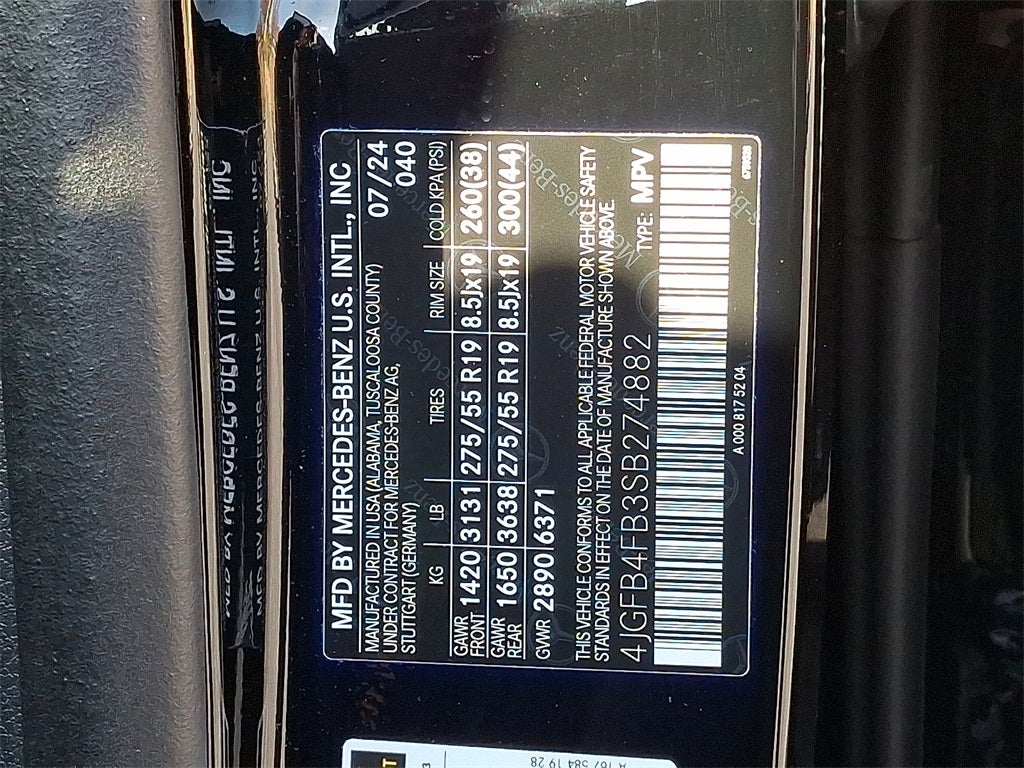 MFD BY MERCEDES-BENZ U.S. INTL., INC
MANUFACTURED IN USA (ALABAMA, TUSCALOOSA COUNTY) 07/24
UNDER CONTRACT FOR MERCEDES-BENZ AG, 040
STUTTGART (GERMANY)
KG LB TIRES RIM SIZE COLD KPA (PSI)
GAWR FRONT 1420 3131 275/55 R19 8.5Jx19 260(38)
GAWR REAR 1650 3638 275/55 R19 8.5Jx19 300(44)
GVWR 2890 6371
THIS VEHICLE CONFORMS TO ALL APPLICABLE FEDERAL MOTOR VEHICLE SAFETY
STANDARDS IN EFFECT ON THE DATE OF MANUFACTURE SHOWN ABOVE.
4JGFB4FB3SB274882 TYPE: MPV
A 000 817 52 04
A 167 584 19 28